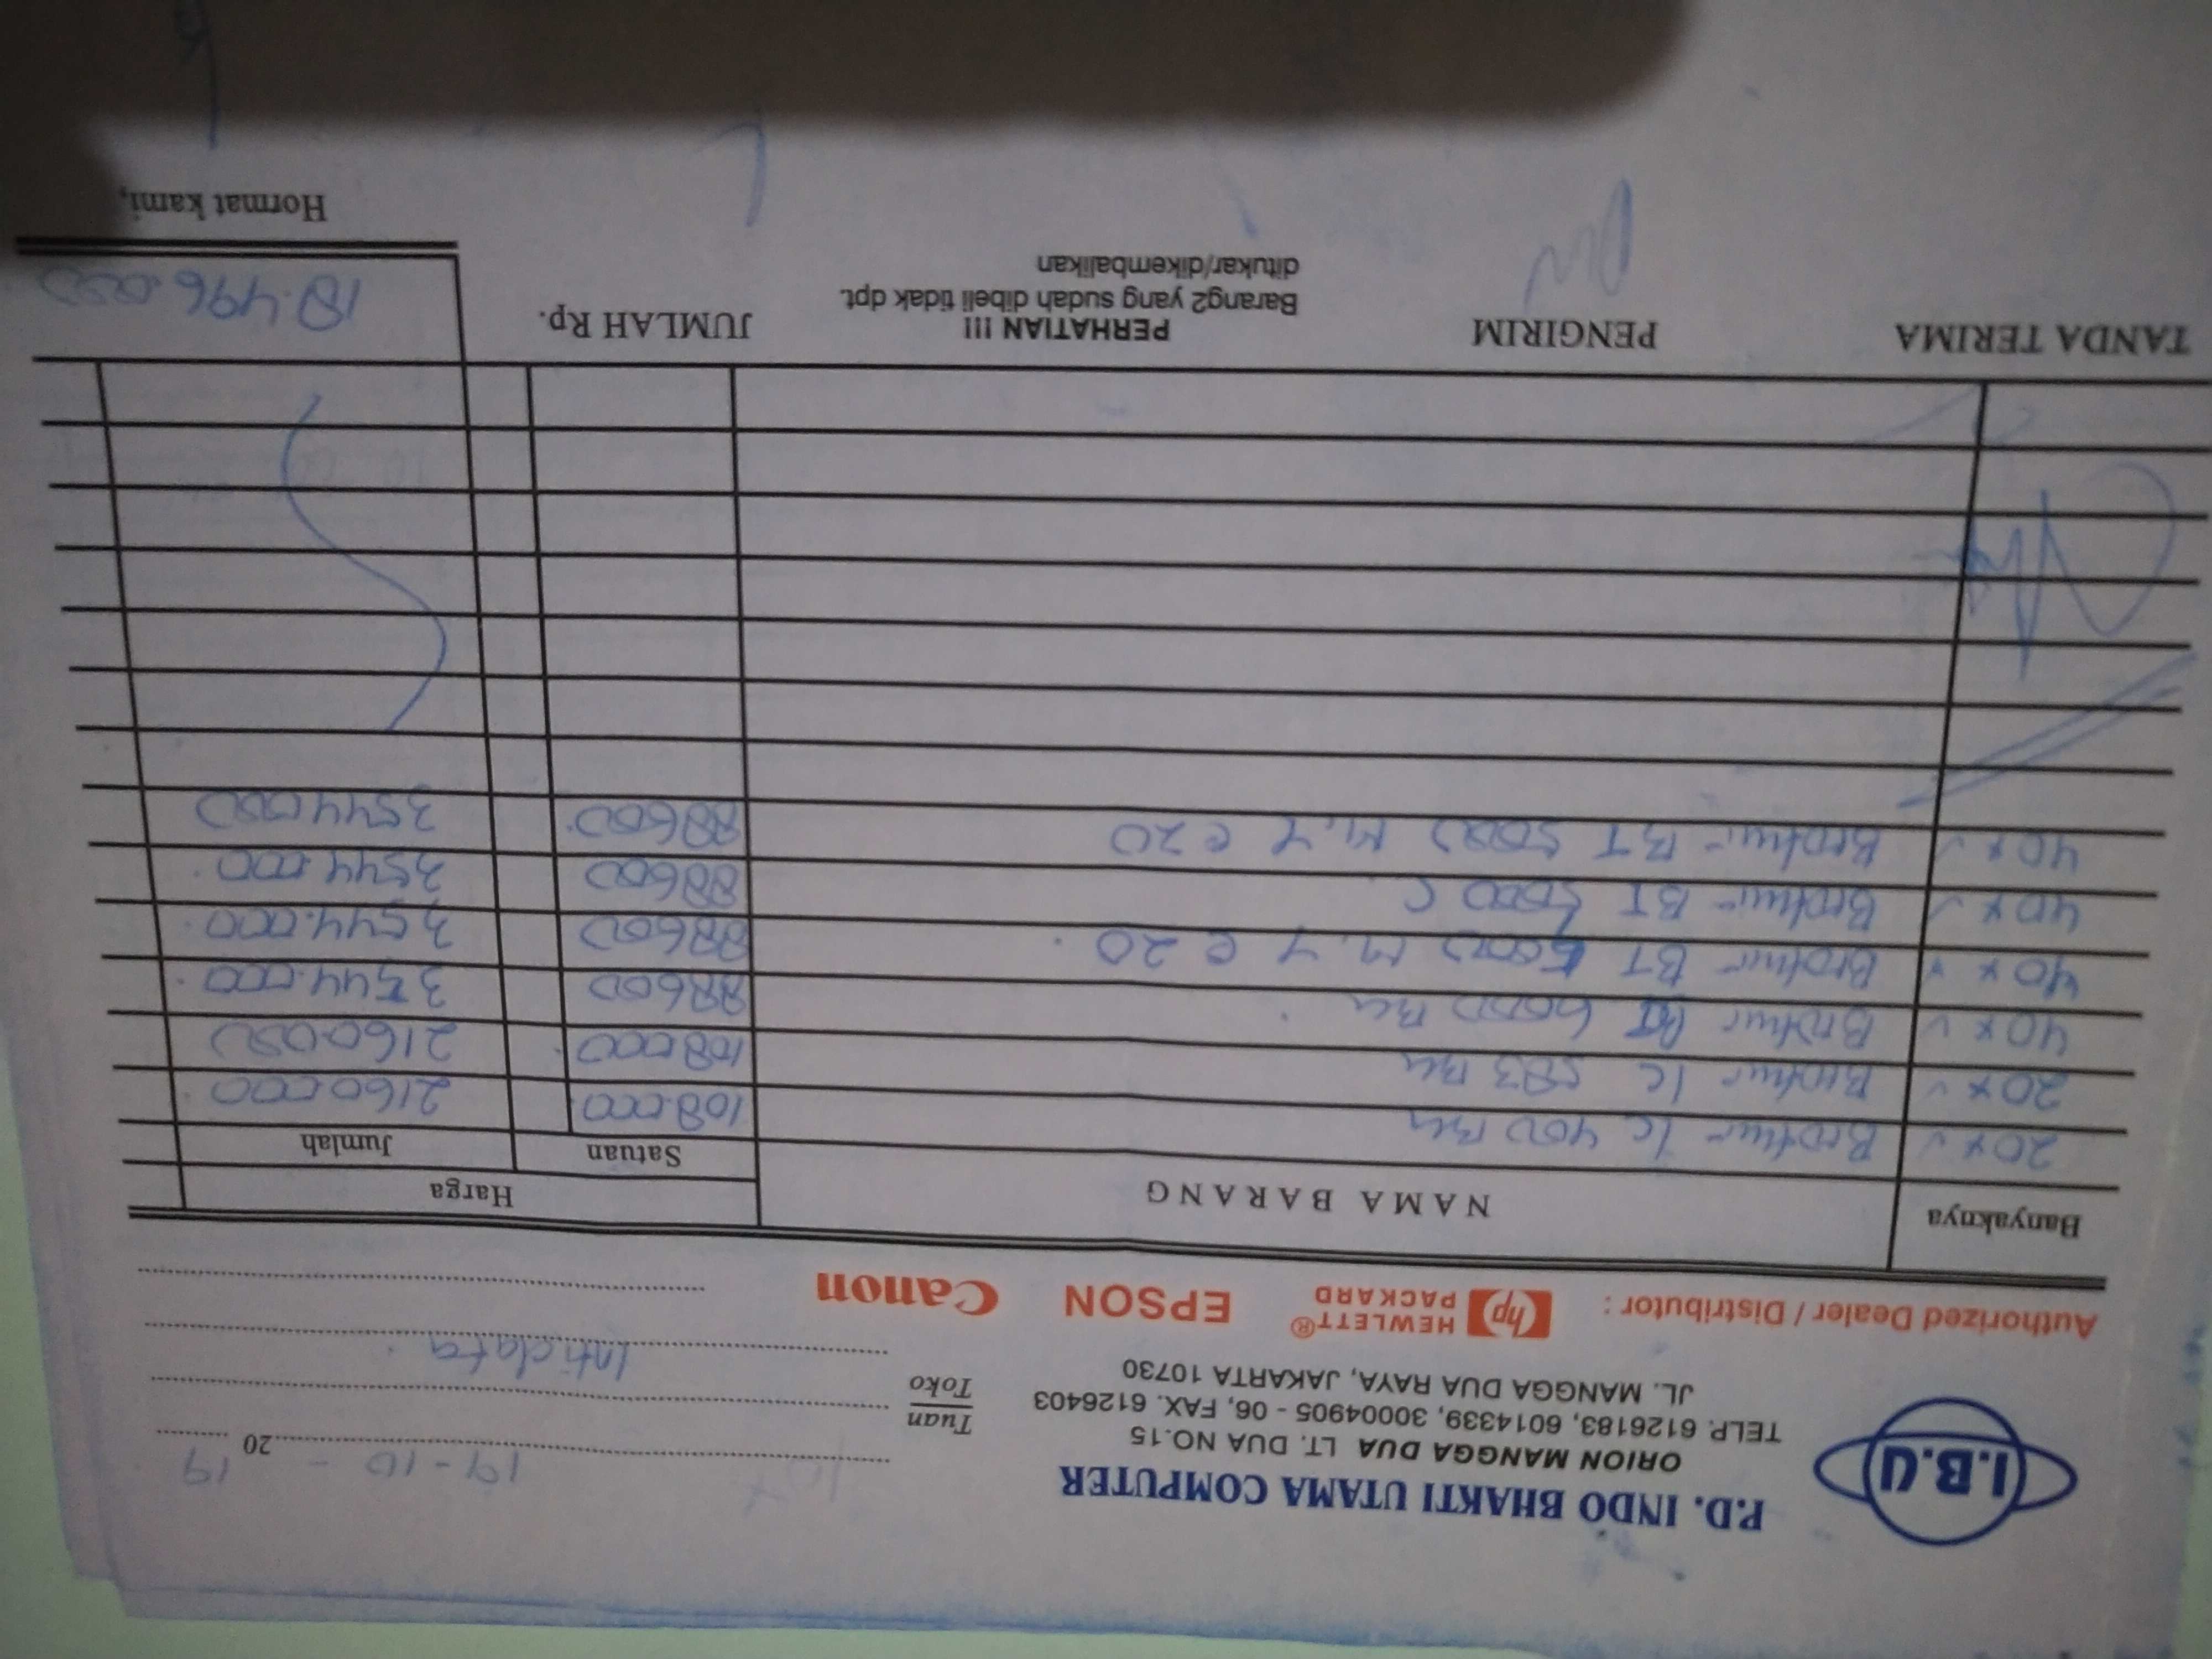 I.B.U
P.D. INDO BHAKTI UTAMA COMPUTER
ORION MANGGA DUA LT. DUA NO.15
TELP. 6126183, 6014339, 30004905 - 06, FAX. 6126403
JL. MANGGA DUA RAYA, JAKARTA 10730
19-10 - 20 19
Tuan
Toko
Intidata
Authorized Dealer / Distributor : hp HEWLETT® PACKARD EPSON Canon
Banyaknya NAMA BARANG Harga
Satuan Jumlah
20 x Brother LC 400 108.000 2160.000
20 x Brother LC 583 108.000 2160.000
40 x Brother BT 6000 88600 3544.000
40 x Brother BT 5000 M.Y @ 20 88600 3544.000
40 x Brother BT 5000 C 88600 3544.000
40 x Brother BT 5000 M.Y @ 20 88600 3544.000
TANDA TERIMA PENGIRIM PERHATIAN !!! JUMLAH Rp. 18.496.000
Barang2 yang sudah dibeli tidak dpt.
ditukar/dikembalikan
Hormat kami,